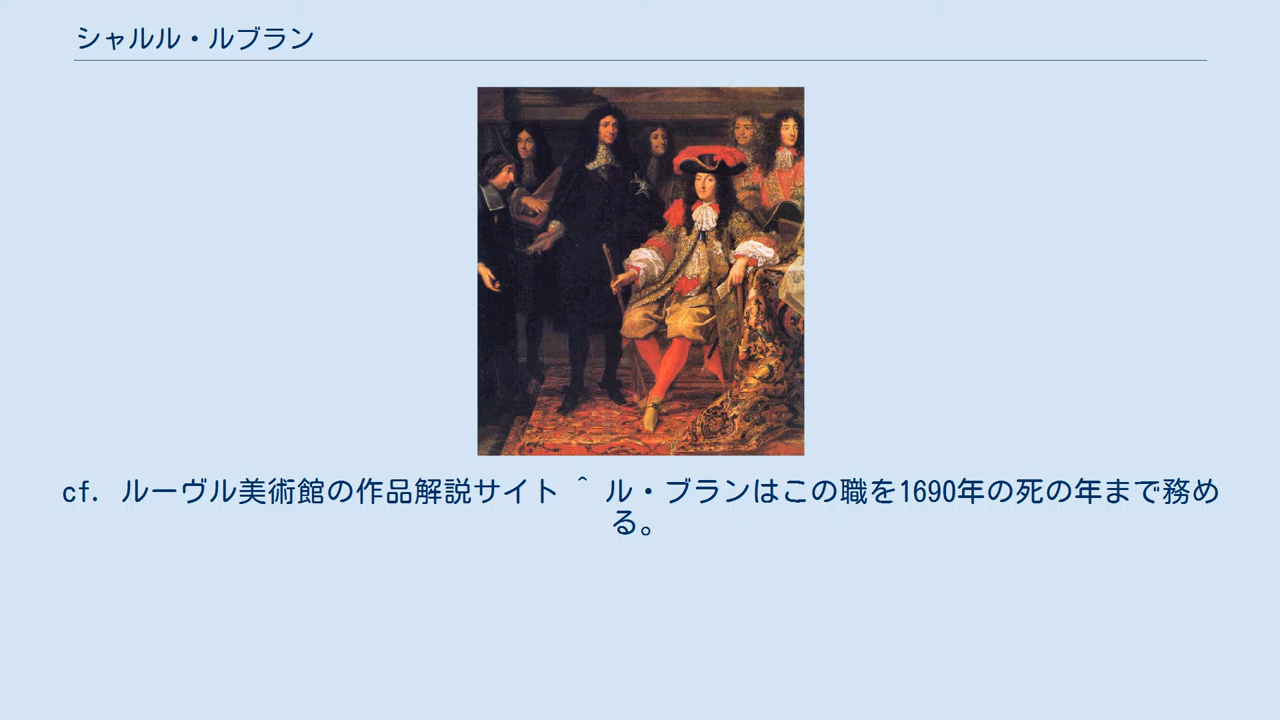 シャルル・ルブラン
cf. ルーヴル美術館の作品解説サイト ^ ル・ブランはこの職を1690年の死の年まで務め
る。